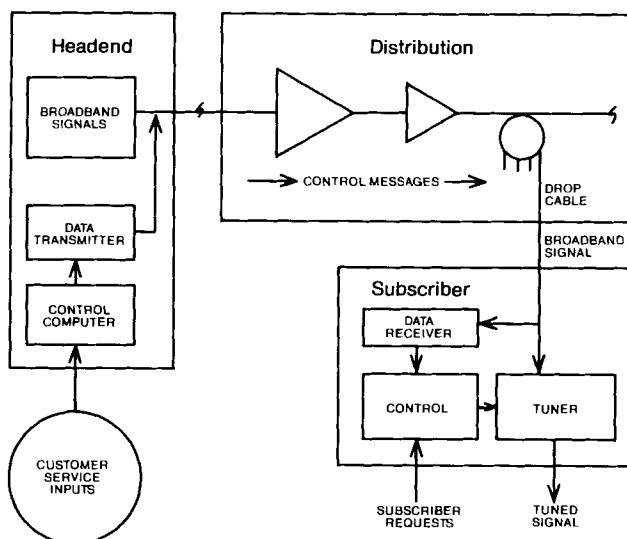 Headend
BROADBAND
SIGNALS
DATA
TRANSMITTER
CONTROL
COMPUTER
CUSTOMER
SERVICE
INPUTS
Distribution
CONTROL MESSAGES
DROP
CABLE
BROADBAND
SIGNAL
Subscriber
DATA
RECEIVER
CONTROL
TUNER
SUBSCRIBER
REQUESTS
TUNED
SIGNAL